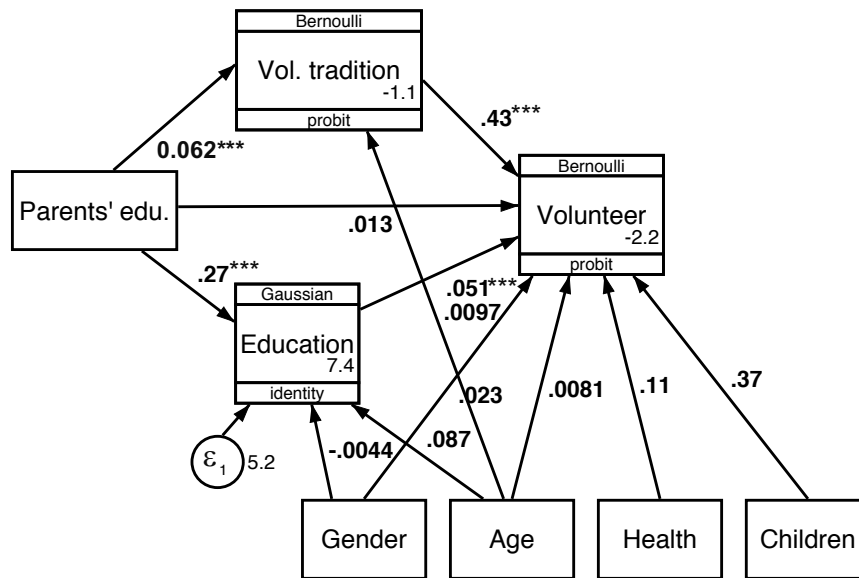 Bernoulli
Vol. tradition
-1.1
probit
.43***
0.062***
Bernoulli
Volunteer
-2.2
probit
Parents' edu.
.013
.27***
.051***
.0097
Gaussian
Education
7.4
identity
.023
.0081
.11
.37
-.0044
.087
ε1
5.2
Gender
Age
Health
Children